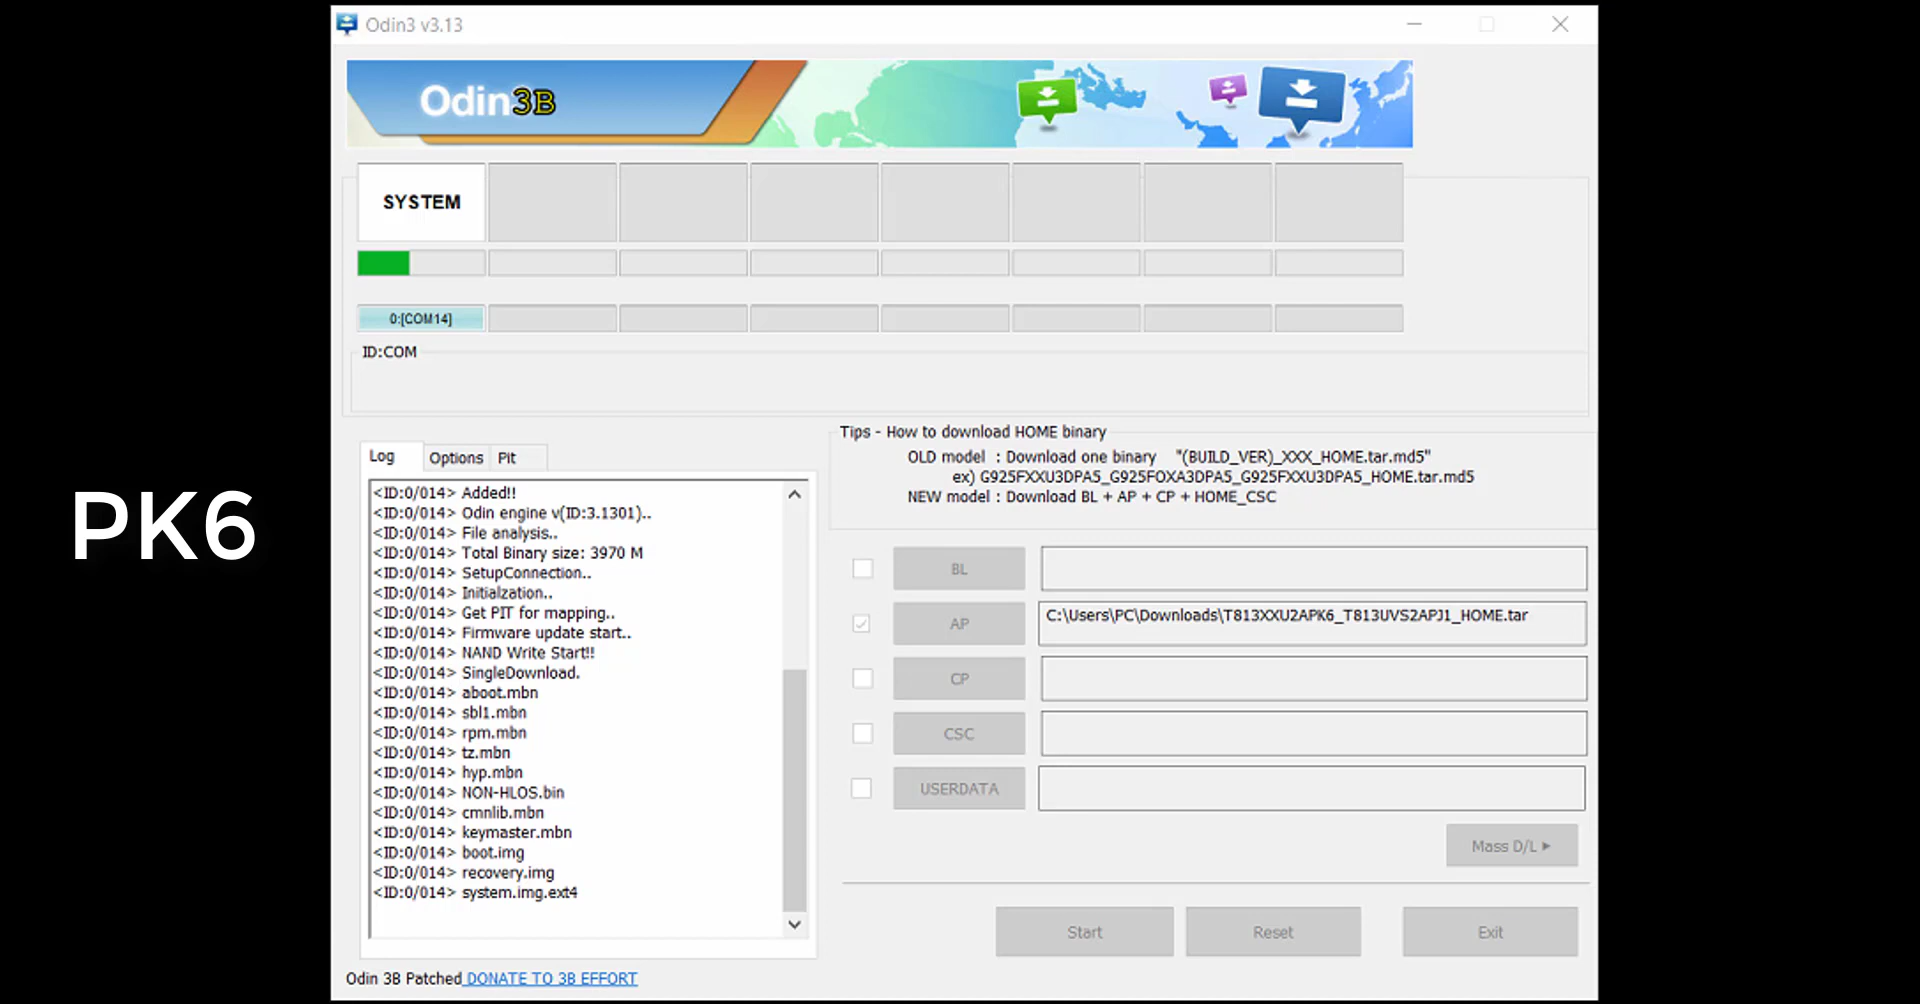 Odin3 v3.13
Odin3B
SYSTEM
0:[COM14]
ID:COM
Log
Options
Pit
<ID:0/014> Added!!
<ID:0/014> Odin engine v(ID:3.1301)..
<ID:0/014> File analysis..
<ID:0/014> Total Binary size: 3970 M
<ID:0/014> SetupConnection..
<ID:0/014> Initialzation..
<ID:0/014> Get PIT for mapping..
<ID:0/014> Firmware update start..
<ID:0/014> NAND Write Start!!
<ID:0/014> SingleDownload.
<ID:0/014> aboot.mbn
<ID:0/014> sbl1.mbn
<ID:0/014> rpm.mbn
<ID:0/014> tz.mbn
<ID:0/014> hyp.mbn
<ID:0/014> NON-HLOS.bin
<ID:0/014> cmnlib.mbn
<ID:0/014> keymaster.mbn
<ID:0/014> boot.img
<ID:0/014> recovery.img
<ID:0/014> system.img.ext4
PK6
Tips - How to download HOME binary
OLD model : Download one binary "(BUILD_VER)_XXX_HOME.tar.md5"
ex) G925FXXU3DPA5_G925FOXA3DPA5_G925FXXU3DPA5_HOME.tar.md5
NEW model : Download BL + AP + CP + HOME_CSC
BL
AP
C:\Users\PC\Downloads\T813XXU2APK6_T813UVS2APJ1_HOME.tar
CP
CSC
USERDATA
Mass D/L
Start
Reset
Exit
Odin 3B Patched DONATE TO 3B EFFORT